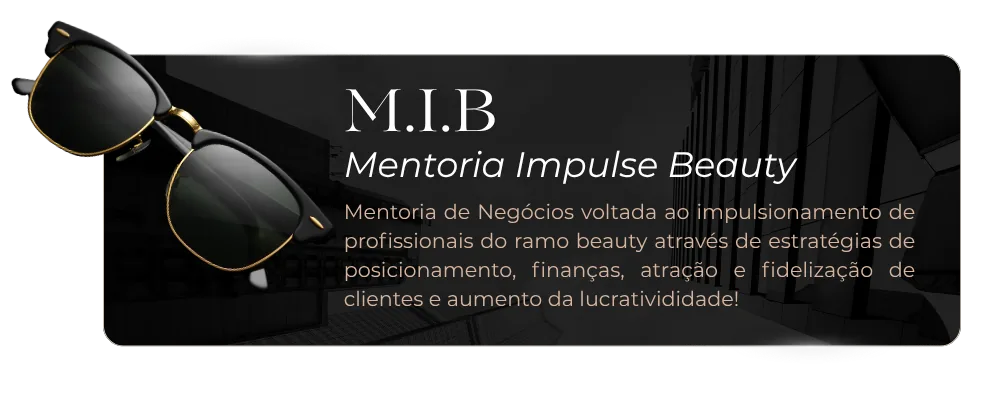 M.I.B
Mentoria Impulse Beauty
Mentoria de Negócios voltada ao impulsionamento de
profissionais do ramo beauty através de estratégias de
posicionamento, finanças, atração e fidelização de
clientes e aumento da lucrativididade!